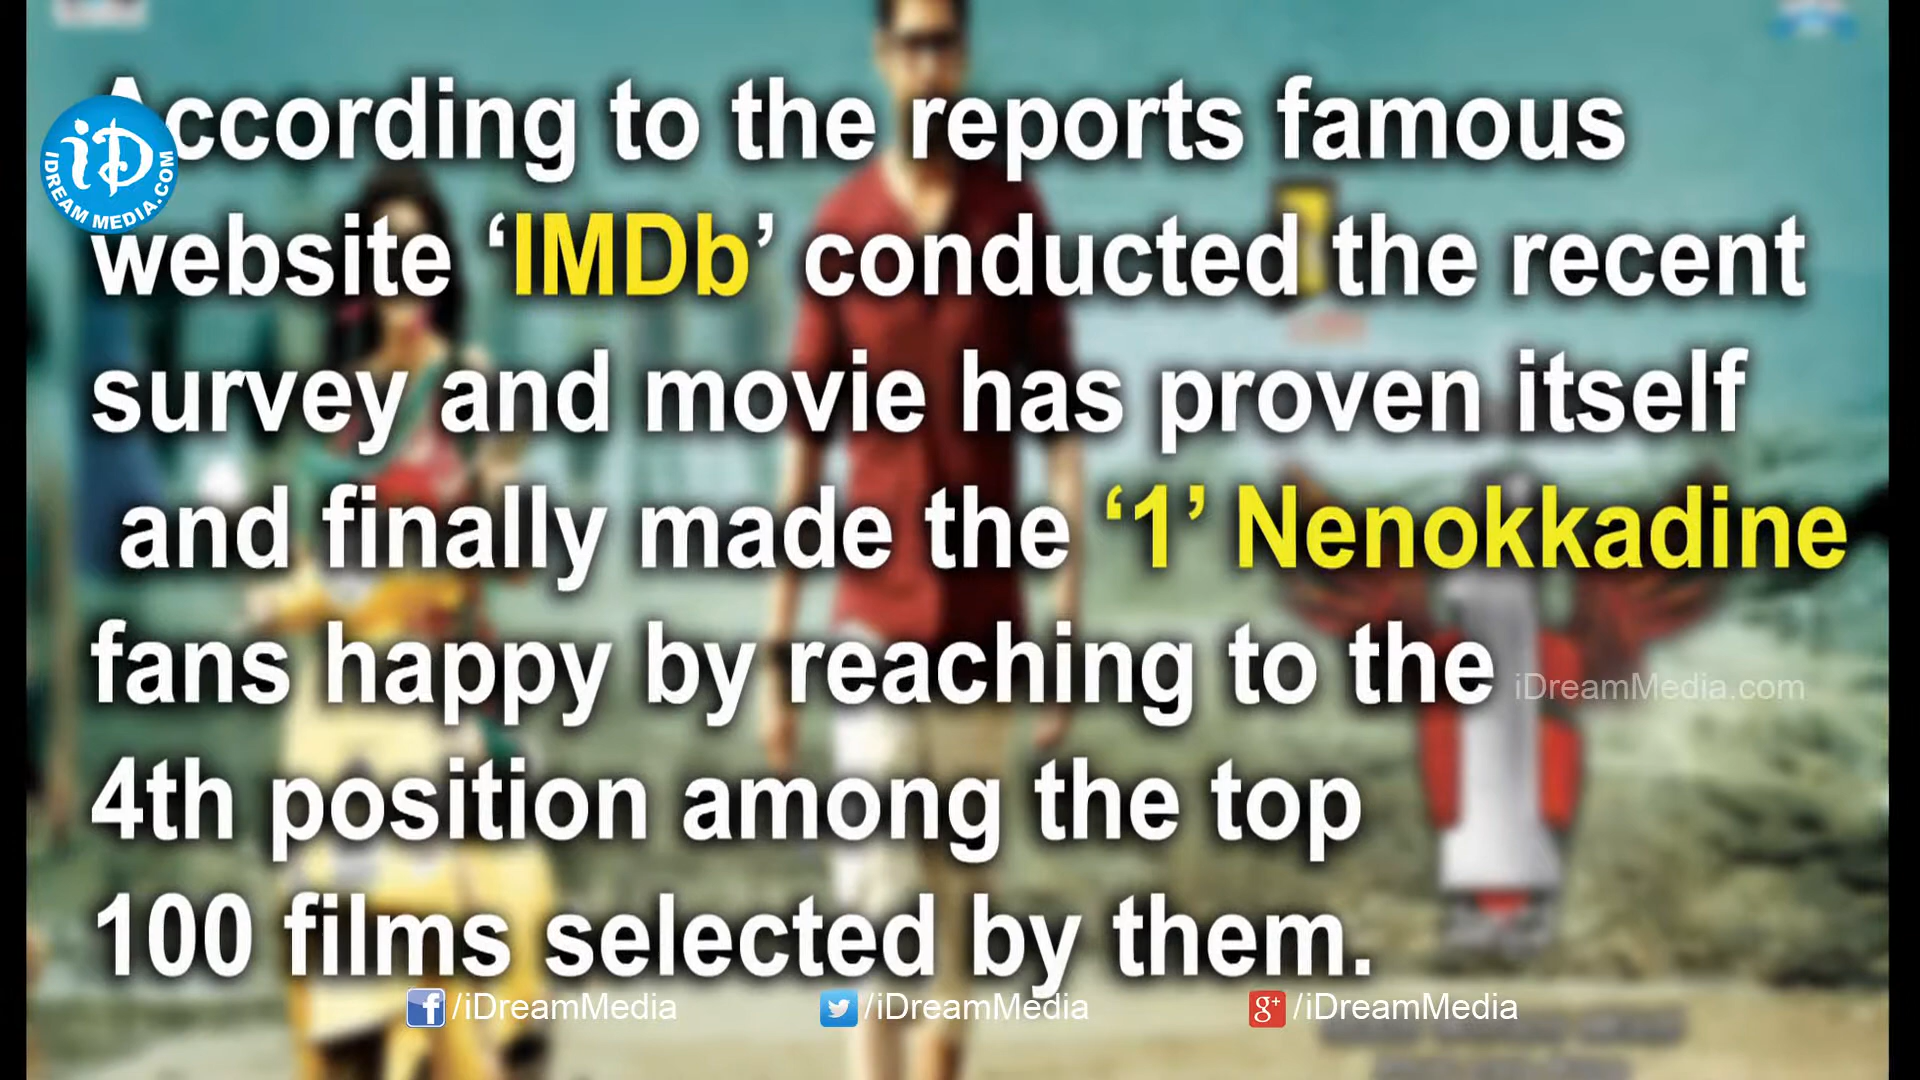 According to the reports famous
website ‘IMDb’ conducted the recent
survey and movie has proven itself
and finally made the ‘1’ Nenokkadine
fans happy by reaching to the
4th position among the top
100 films selected by them.
iD
IDREAM MEDIA.COM
iDreamMedia.com
f /iDreamMedia
/iDreamMedia
g+ /iDreamMedia